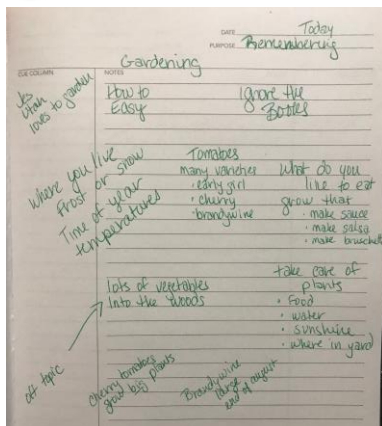 DATE Today
PURPOSE Remembering
Gardening
CUE COLUMN
NOTES
Utah
loves to garden
How to
Easy
Ignore the
Books
Where you live
Frost or snow
Time of year
temperatures
Tomatoes
many varieties
• early girl
• cherry
• brandywine
What do you
like to eat
grow that
• make sauce
• make salsa
• make bruschett
lots of vegetables
Into the woods
off topic
take care of
plants
• food
• water
• sunshine
• where in yard
cherry tomatoes
grow big plants
Brandywine
large
end of august